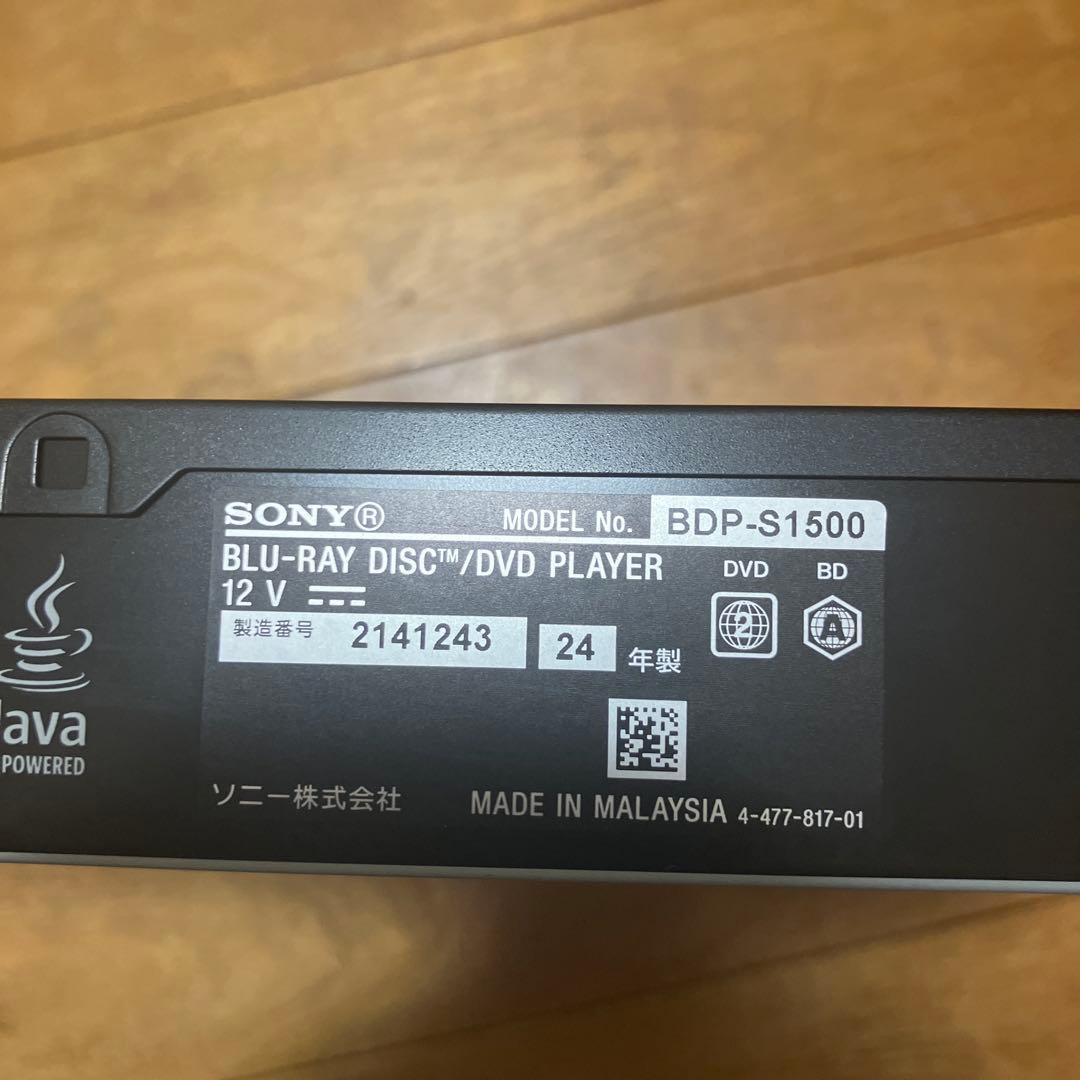 SONY® MODEL No. BDP-S1500
BLU-RAY DISC™/DVD PLAYER
12 V
DVD BD
2 A
製造番号 2141243 24 年製
Java
POWERED
ソニー株式会社 MADE IN MALAYSIA 4-477-817-01